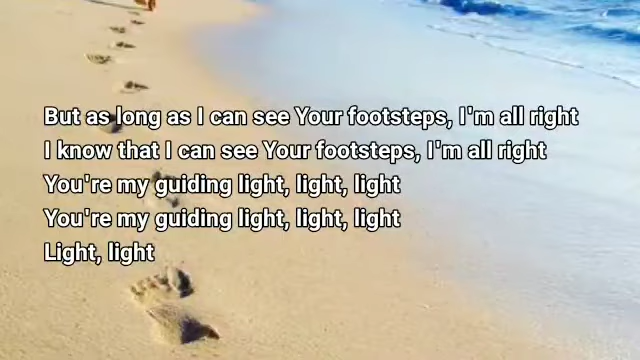 But as long as I can see Your footsteps, I'm all right
I know that I can see Your footsteps, I'm all right
You're my guiding light, light, light
You're my guiding light, light, light
Light, light